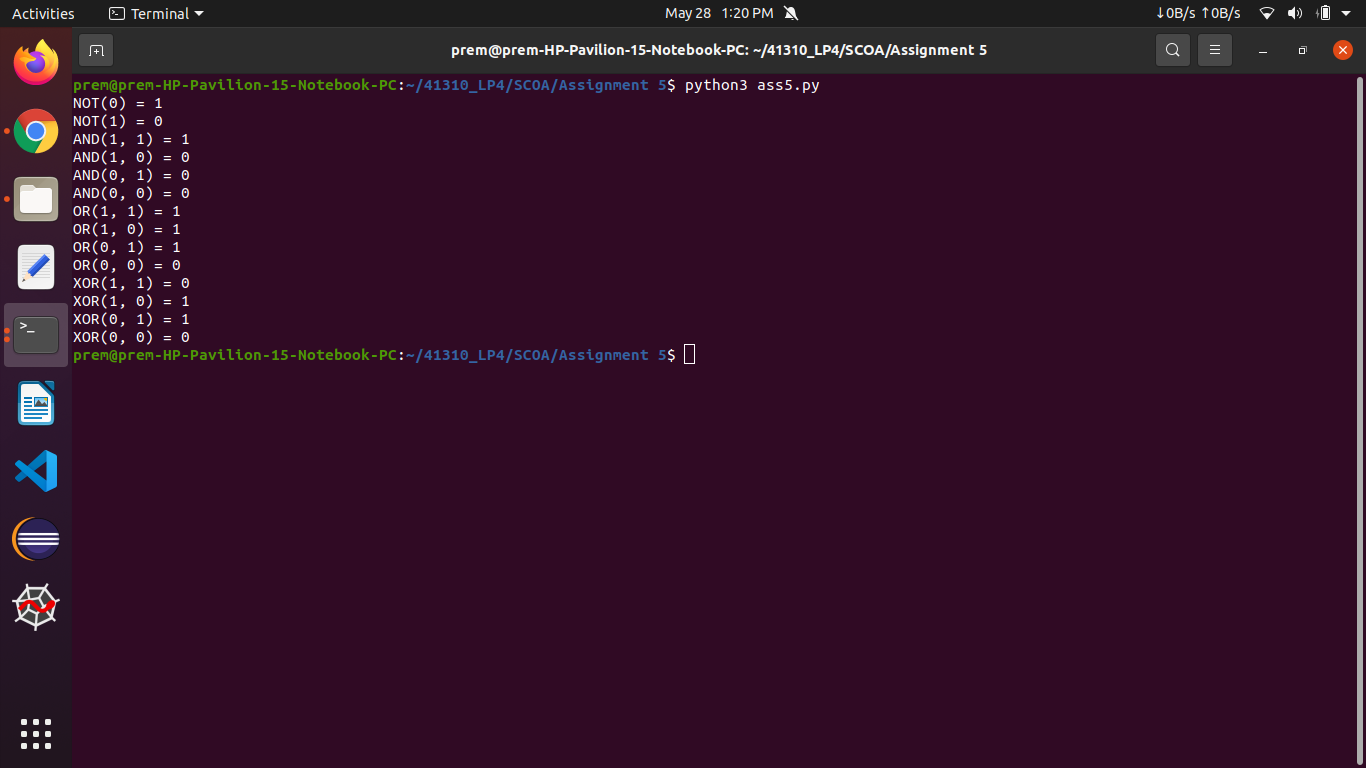 Activities Terminal May 28 1:20 PM ↓0B/s ↑0B/s
prem@prem-HP-Pavilion-15-Notebook-PC: ~/41310_LP4/SCOA/Assignment 5
prem@prem-HP-Pavilion-15-Notebook-PC:~/41310_LP4/SCOA/Assignment 5$ python3 ass5.py
NOT(0) = 1
NOT(1) = 0
AND(1, 1) = 1
AND(1, 0) = 0
AND(0, 1) = 0
AND(0, 0) = 0
OR(1, 1) = 1
OR(1, 0) = 1
OR(0, 1) = 1
OR(0, 0) = 0
XOR(1, 1) = 0
XOR(1, 0) = 1
XOR(0, 1) = 1
XOR(0, 0) = 0
prem@prem-HP-Pavilion-15-Notebook-PC:~/41310_LP4/SCOA/Assignment 5$